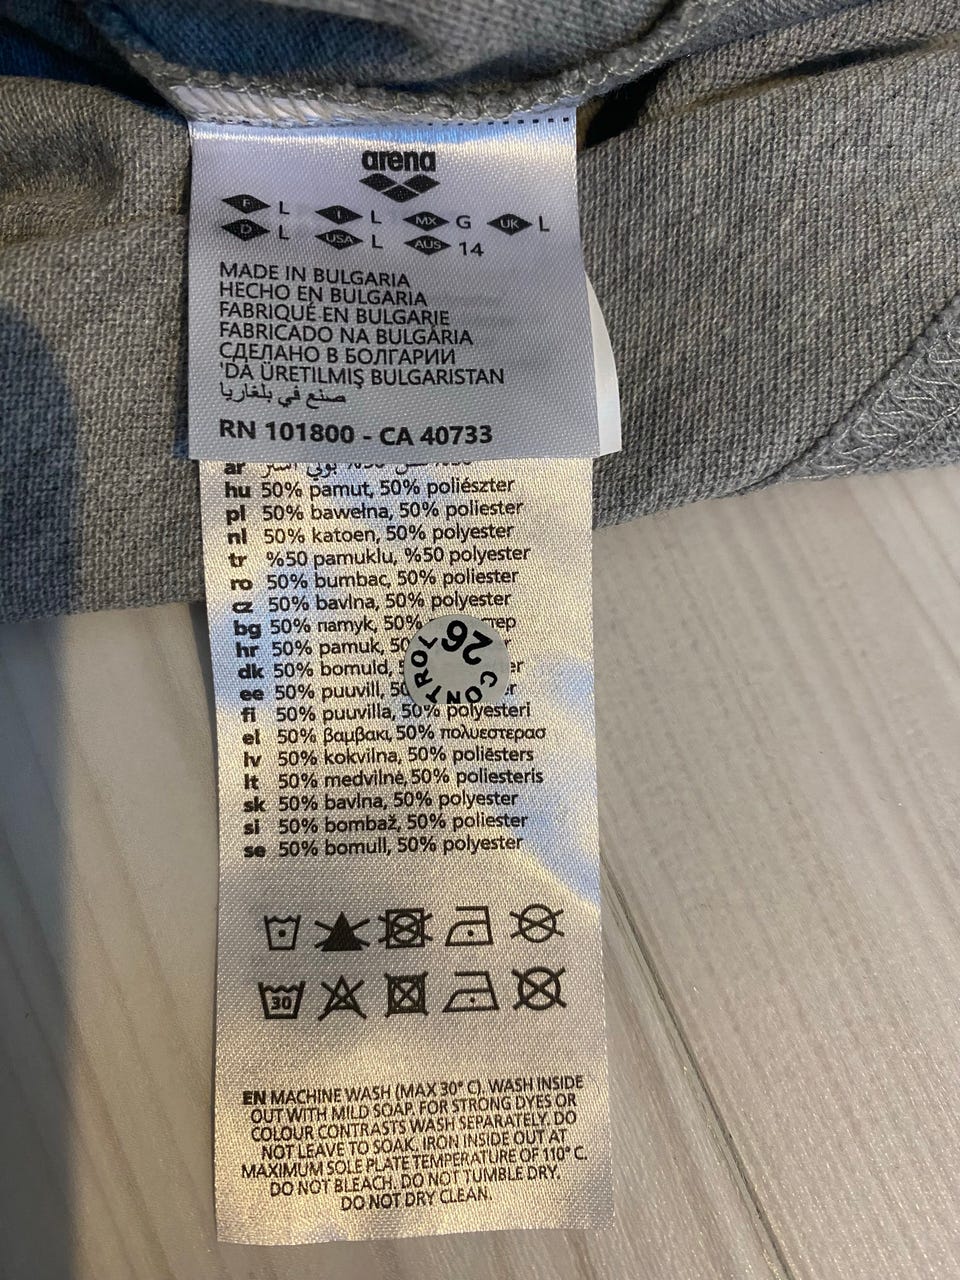 arena
F L I L MX G UK L
D L USA L AUS 14
MADE IN BULGARIA
HECHO EN BULGARIA
FABRIQUÉ EN BULGARIE
FABRICADO NA BULGÁRIA
СДЕЛАНО В БОЛГАРИИ
'DA ÜRETILMIŞ BULGARISTAN
صنع في بلغاريا
RN 101800 - CA 40733
ar
hu 50% pamut, 50% poliészter
pl 50% bawełna, 50% poliester
nl 50% katoen, 50% polyester
tr %50 pamuklu, %50 polyester
ro 50% bumbac, 50% poliester
cz 50% bavlna, 50% polyester
bg 50% памук, 50%
hr 50% pamuk,
dk 50% bomuld,
ee 50% puuvill,
CONTROL 26
fi 50% puuvilla, 50% polyesteri
el 50% βαμβακι, 50% πολυεστερασ
lv 50% kokvilna, 50% poliēsters
lt 50% medvilnė, 50% poliesteris
sk 50% bavlna, 50% polyester
si 50% bombaž, 50% poliester
se 50% bomull, 50% polyester
30
EN MACHINE WASH (MAX 30° C). WASH INSIDE
OUT WITH MILD SOAP. FOR STRONG DYES OR
COLOUR CONTRASTS WASH SEPARATELY. DO
NOT LEAVE TO SOAK. IRON INSIDE OUT AT
MAXIMUM SOLE PLATE TEMPERATURE OF 110° C.
DO NOT BLEACH. DO NOT TUMBLE DRY.
DO NOT DRY CLEAN.